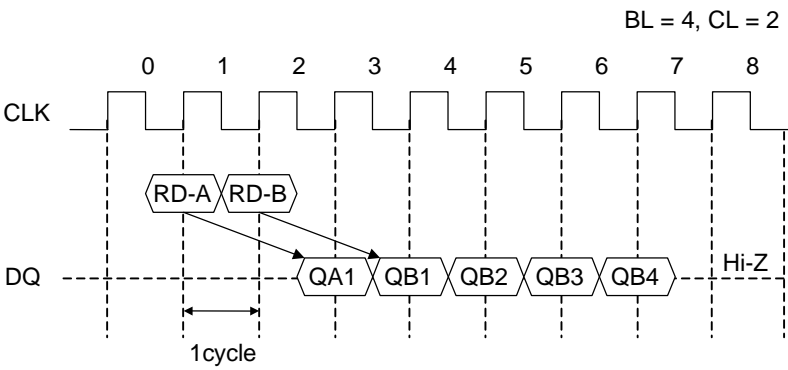 BL = 4, CL = 2
0 1 2 3 4 5 6 7 8
CLK
RD-A RD-B
DQ QA1 QB1 QB2 QB3 QB4 Hi-Z
1cycle